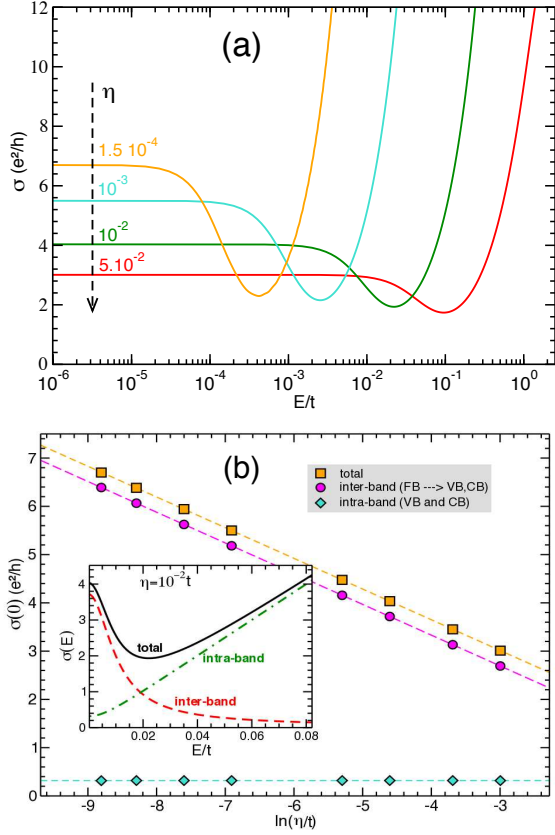 12
10
8
6
4
2
0
σ (e²/h)
(a)
η
1.5 10⁻⁴
10⁻³
10⁻²
5.10⁻²
10⁻⁶ 10⁻⁵ 10⁻⁴ 10⁻³ 10⁻² 10⁻¹ 10⁰
E/t
7
6
5
4
3
2
1
0
σ(0) (e²/h)
(b)
total
inter-band (FB ---> VB,CB)
intra-band (VB and CB)
η=10⁻²t
4
3
2
1
0
σ(E)
total
intra-band
inter-band
0.02 0.04 0.06 0.08
E/t
-9 -8 -7 -6 -5 -4 -3
ln(η/t)